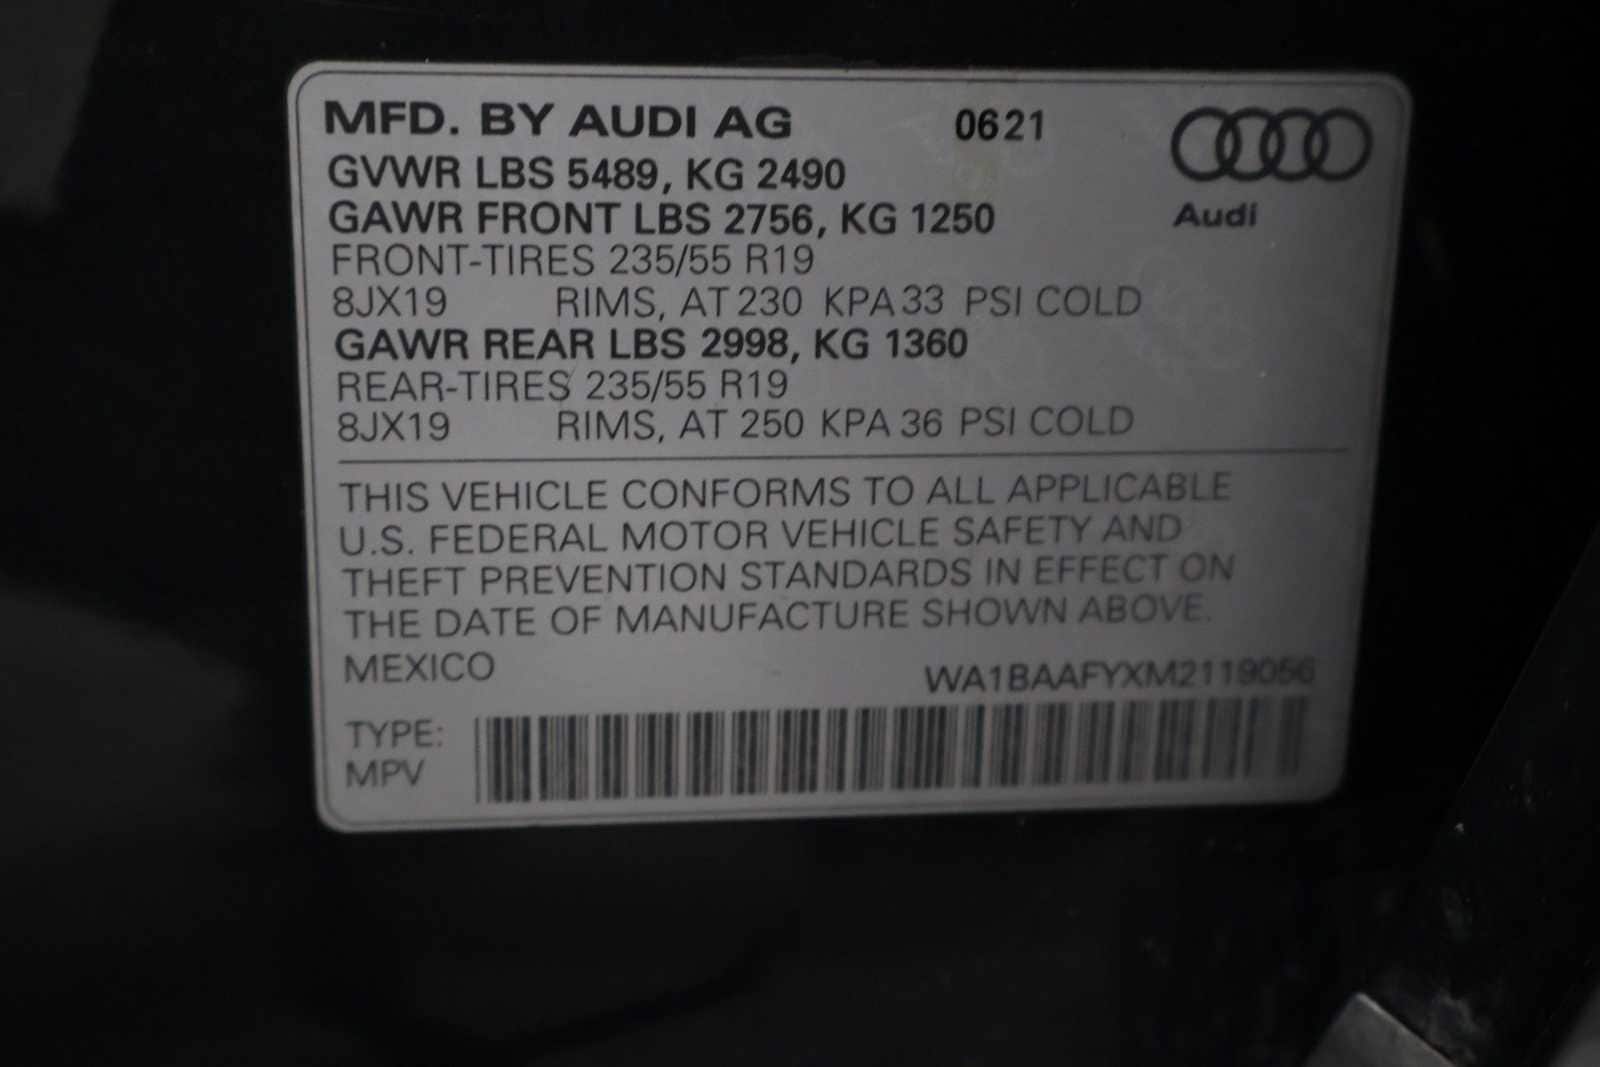 MFD. BY AUDI AG 0621
GVWR LBS 5489, KG 2490
GAWR FRONT LBS 2756, KG 1250
Audi
FRONT-TIRES 235/55 R19
8JX19 RIMS, AT 230 KPA 33 PSI COLD
GAWR REAR LBS 2998, KG 1360
REAR-TIRES 235/55 R19
8JX19 RIMS, AT 250 KPA 36 PSI COLD
THIS VEHICLE CONFORMS TO ALL APPLICABLE
U.S. FEDERAL MOTOR VEHICLE SAFETY AND
THEFT PREVENTION STANDARDS IN EFFECT ON
THE DATE OF MANUFACTURE SHOWN ABOVE.
MEXICO WA1BAAFYXM2119056
TYPE:
MPV